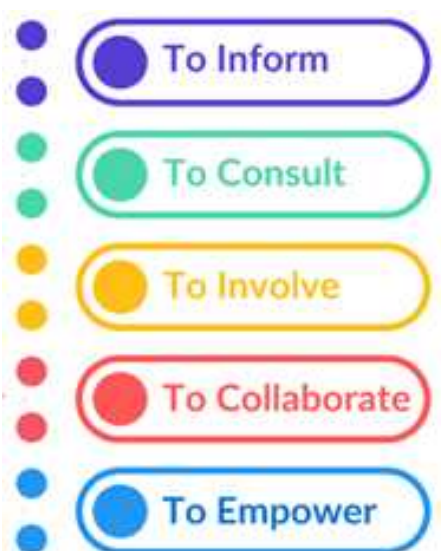 To Inform
To Consult
To Involve
To Collaborate
To Empower